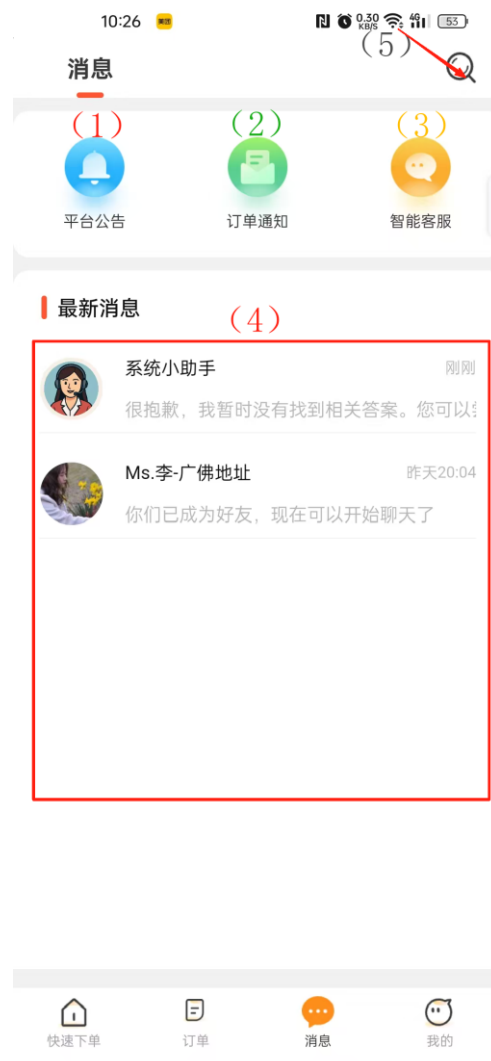 10:26 美团 0.30 KB/S 4G 53
(5)
消息
(1) (2) (3)
平台公告 订单通知 智能客服
最新消息
(4)
系统小助手 刚刚
很抱歉，我暂时没有找到相关答案。您可以
Ms.李-广佛地址 昨天20:04
你们已成为好友，现在可以开始聊天了
快速下单 订单 消息 我的